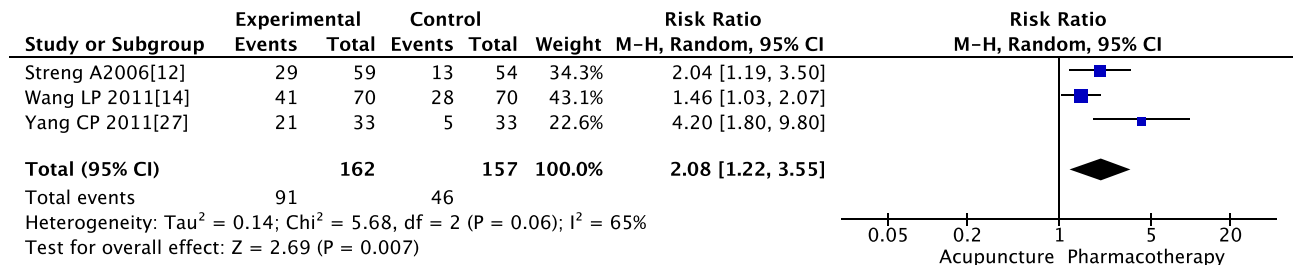 Experimental Control Risk Ratio Risk Ratio
Study or Subgroup Events Total Events Total Weight M-H, Random, 95% CI M-H, Random, 95% CI
Streng A2006[12] 29 59 13 54 34.3% 2.04 [1.19, 3.50]
Wang LP 2011[14] 41 70 28 70 43.1% 1.46 [1.03, 2.07]
Yang CP 2011[27] 21 33 5 33 22.6% 4.20 [1.80, 9.80]
Total (95% CI) 162 157 100.0% 2.08 [1.22, 3.55]
Total events 91 46
Heterogeneity: Tau² = 0.14; Chi² = 5.68, df = 2 (P = 0.06); I² = 65%
Test for overall effect: Z = 2.69 (P = 0.007)
0.05 0.2 1 5 20
Acupuncture Pharmacotherapy